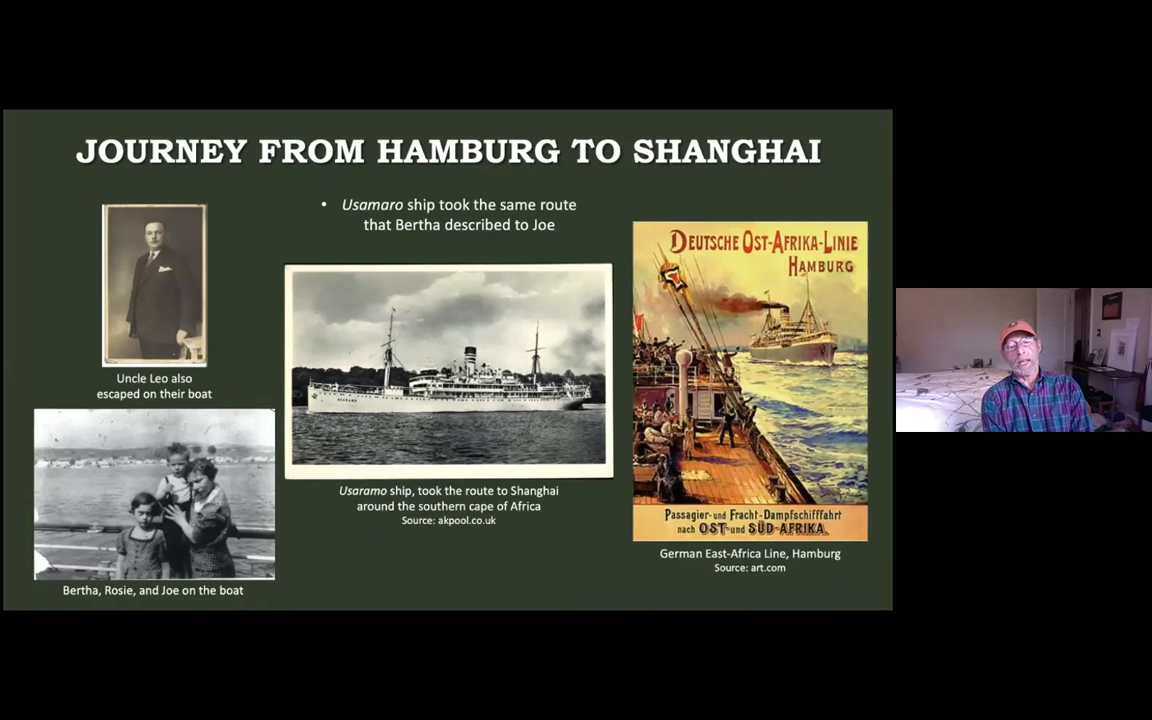 JOURNEY FROM HAMBURG TO SHANGHAI
• Usamaro ship took the same route
that Bertha described to Joe
Uncle Leo also
escaped on their boat
Bertha, Rosie, and Joe on the boat
Usaramo ship, took the route to Shanghai
around the southern cape of Africa
Source: akpool.co.uk
DEUTSCHE OST-AFRIKA-LINIE
HAMBURG
Passagier- und Fracht-Dampfschifffahrt
nach OST- und SÜD-AFRIKA.
German East-Africa Line, Hamburg
Source: art.com